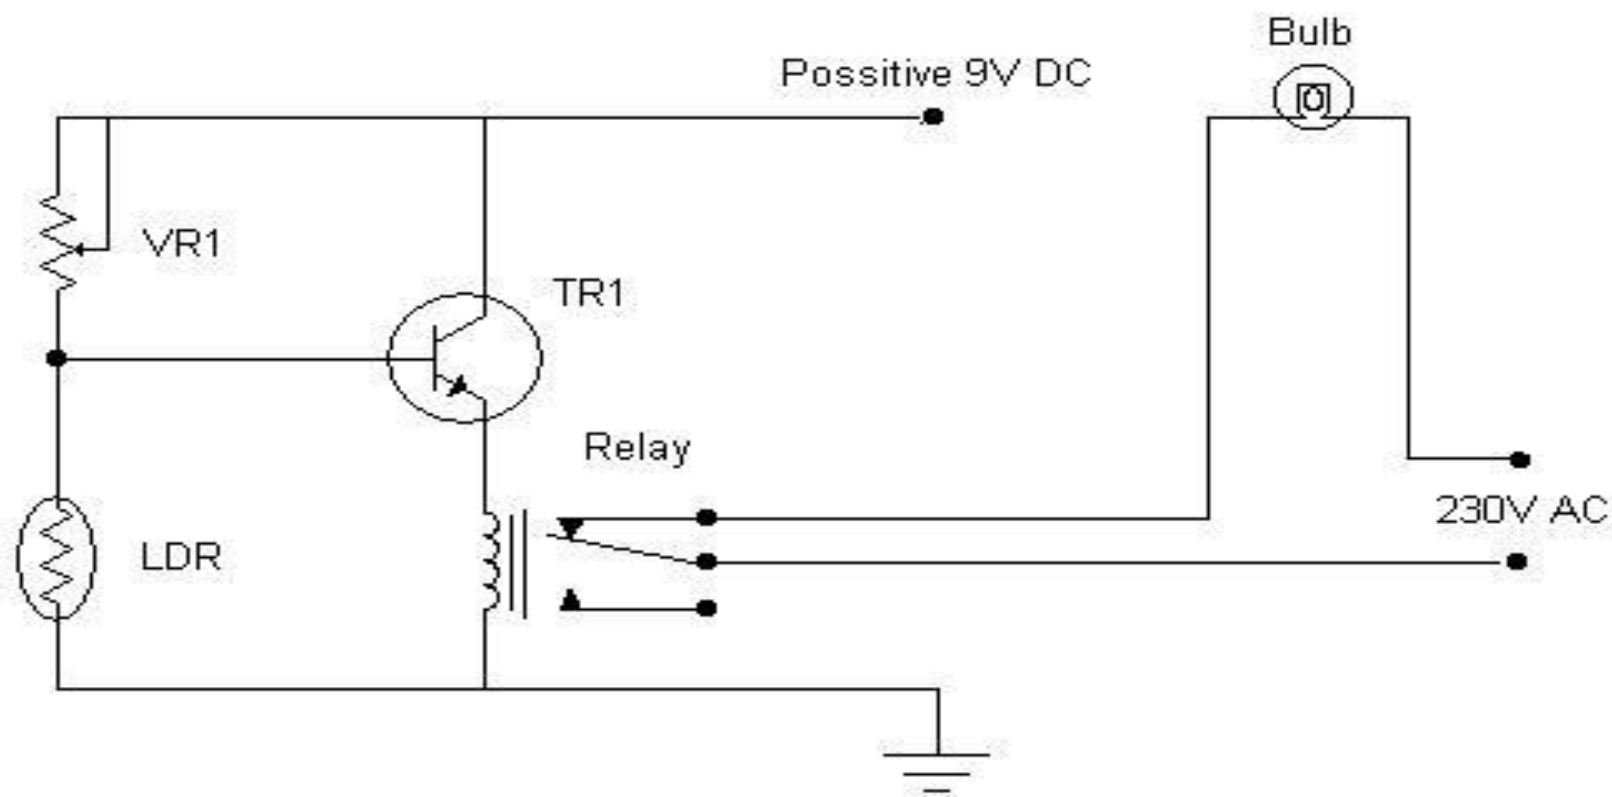 Bulb
Possitive 9V DC
VR1
TR1
Relay
230V AC
LDR